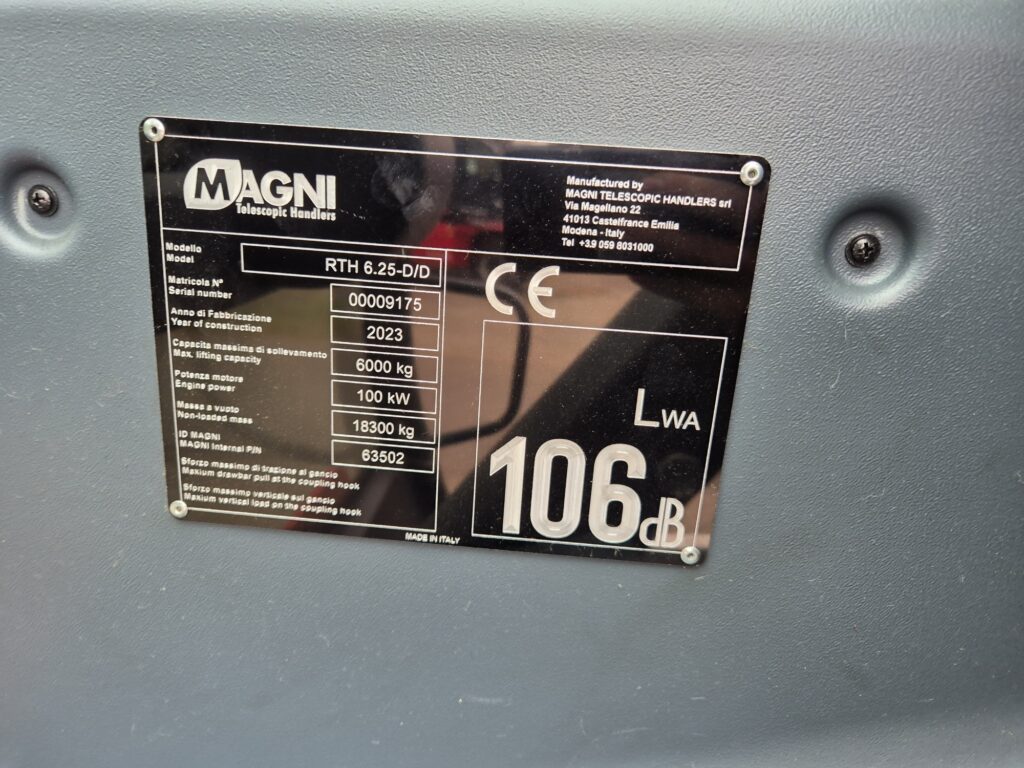 MAGNI
Telescopic Handlers
Manufactured by
MAGNI TELESCOPIC HANDLERS srl
Via Magellano 22
41013 Castelfrance Emilia
Modena - Italy
Tel +3.9 059 8031000
Modello
Model
RTH 6.25-D/D
Matricola N°
Serial number
00009175
Anno di Fabbricazione
Year of construction
2023
Capacita massima di sollevamento
Max. lifting capacity
6000 kg
Potenza motore
Engine power
100 kW
Massa a vuoto
Non-loaded mass
18300 kg
ID MAGNI
MAGNI Internal P/N
63502
Sforzo massimo di trazione al gancio
Maxium drawbar pull at the coupling hook
Sforzo massimo verticale sul gancio
Maxium vertical load on the coupling hook
MADE IN ITALY
CE
LWA
106dB